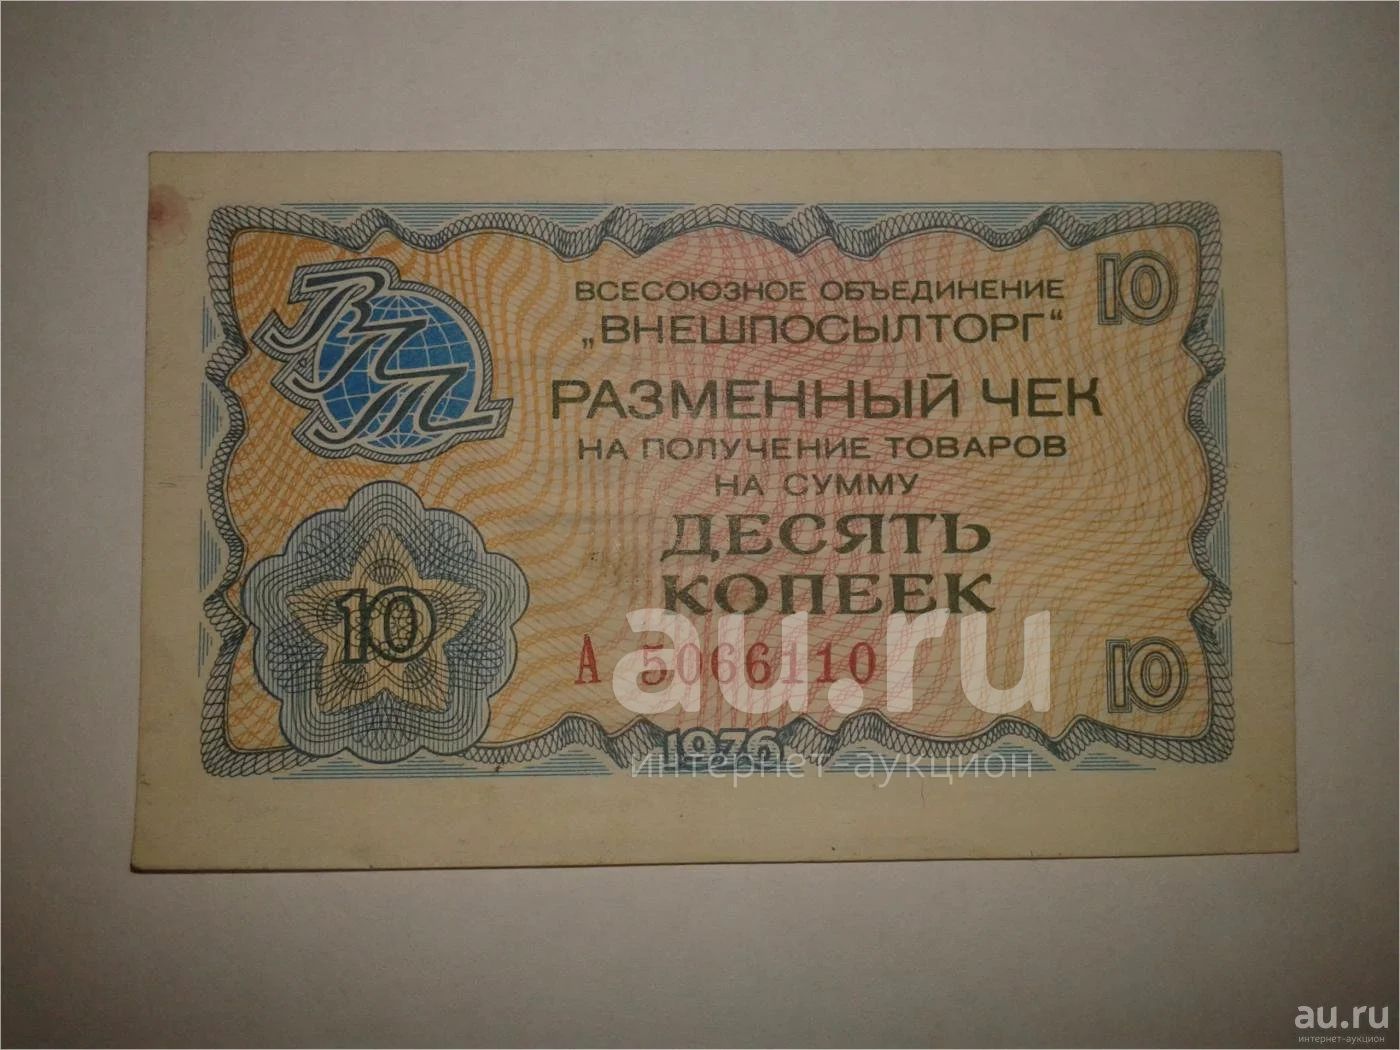 ВПТ
ВСЕСОЮЗНОЕ ОБЪЕДИНЕНИЕ
„ВНЕШПОСЫЛТОРГ“
10
РАЗМЕННЫЙ ЧЕК
НА ПОЛУЧЕНИЕ ТОВАРОВ
НА СУММУ
ДЕСЯТЬ
КОПЕЕК
10
А 5066110
10
1976
au.ru
интернет аукцион
au.ru
интернет-аукцион